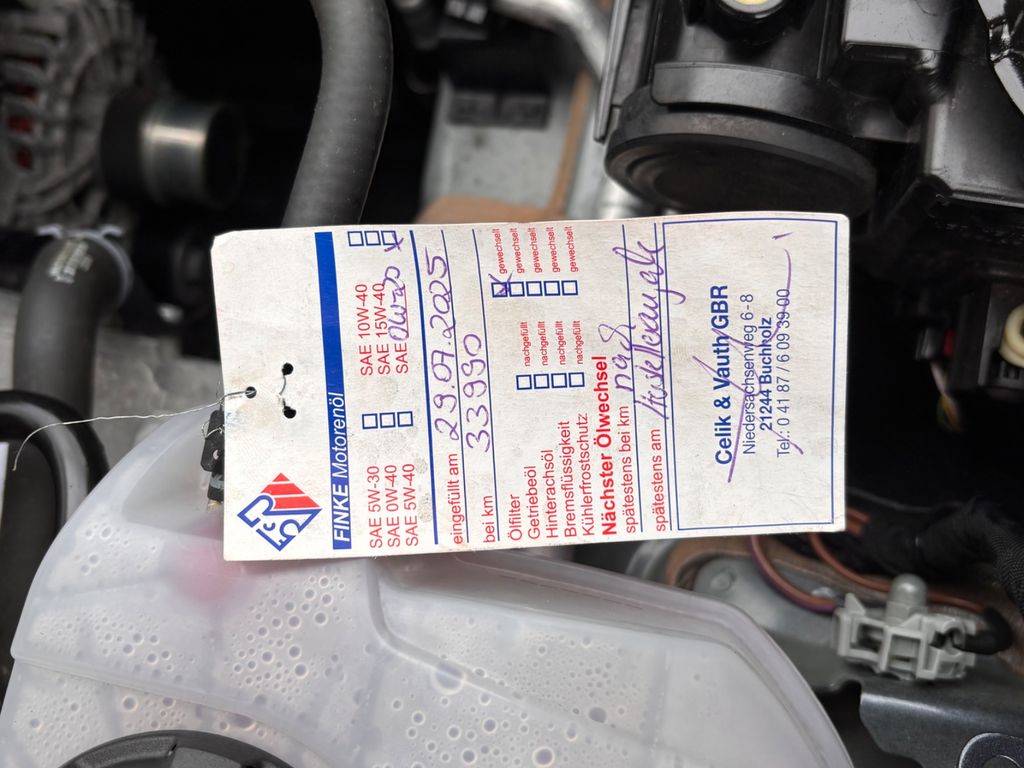 FINKE Motorenöl
SAE 5W-30 SAE 10W-40
SAE 0W-40 SAE 15W-40
SAE 5W-40 SAE 0W20 X
eingefüllt am 29.07.2025
bei km 33990
Ölfilter gewechselt
Getriebeöl nachgefüllt gewechselt
Hinterachsöl nachgefüllt gewechselt
Bremsflüssigkeit nachgefüllt gewechselt
Kühlerfrostschutz nachgefüllt gewechselt
Nächster Ölwechsel
spätestens bei km nach
spätestens am Herstellerangabe
Celik & Vauth GBR
Niedersachsenweg 6-8
21244 Buchholz
Tel.: 0 41 87 / 6 09 39 00